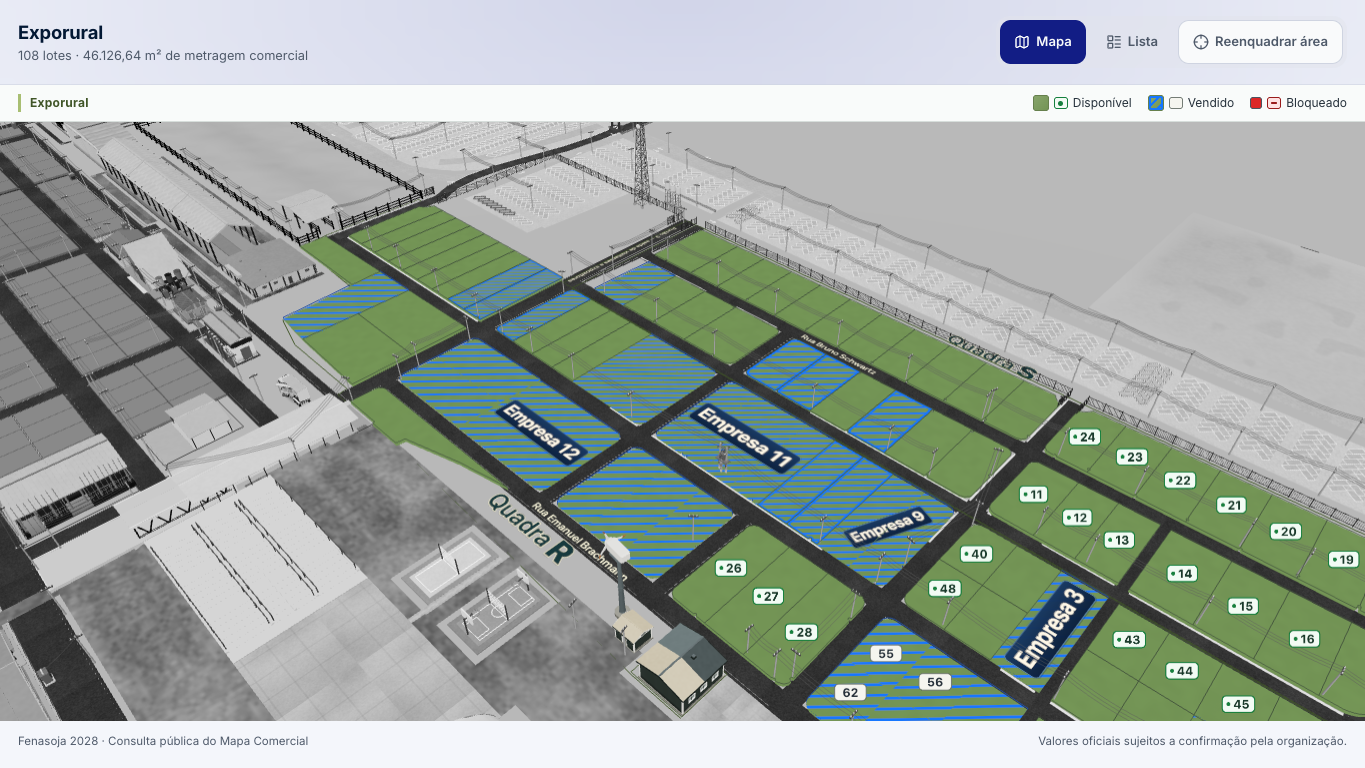 Exporural
108 lotes · 46.126,64 m² de metragem comercial
Mapa
Lista
Reenquadrar área
Exporural
Disponível
Vendido
Bloqueado
Rua Bruno Schwartz
Quadra S
Empresa 12
Empresa 11
Empresa 9
Quadra R
Rua Emanuel Brachmann
24
23
22
21
20
19
11
12
13
14
15
16
40
48
Empresa 3
43
44
45
26
27
28
55
56
62
Fenasoja 2028 · Consulta pública do Mapa Comercial
Valores oficiais sujeitos a confirmação pela organização.